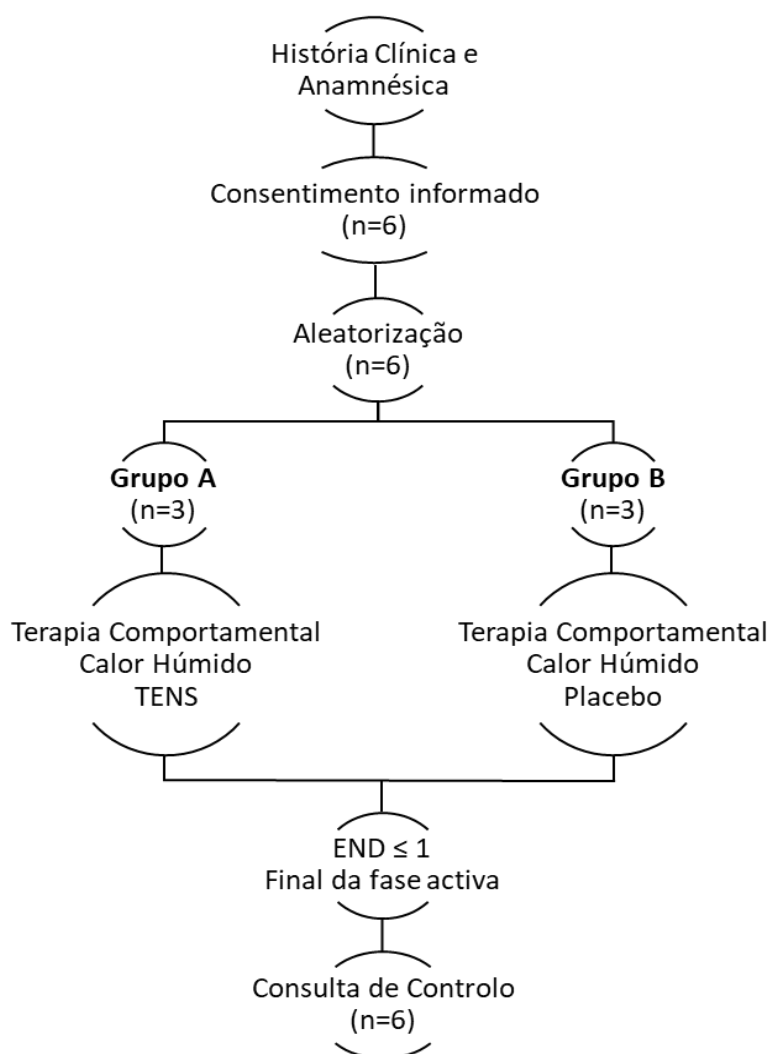 História Clínica e
Anamnésica
Consentimento informado
(n=6)
Aleatorização
(n=6)
Grupo A
(n=3)
Grupo B
(n=3)
Terapia Comportamental
Calor Húmido
TENS
Terapia Comportamental
Calor Húmido
Placebo
END ≤ 1
Final da fase activa
Consulta de Controlo
(n=6)